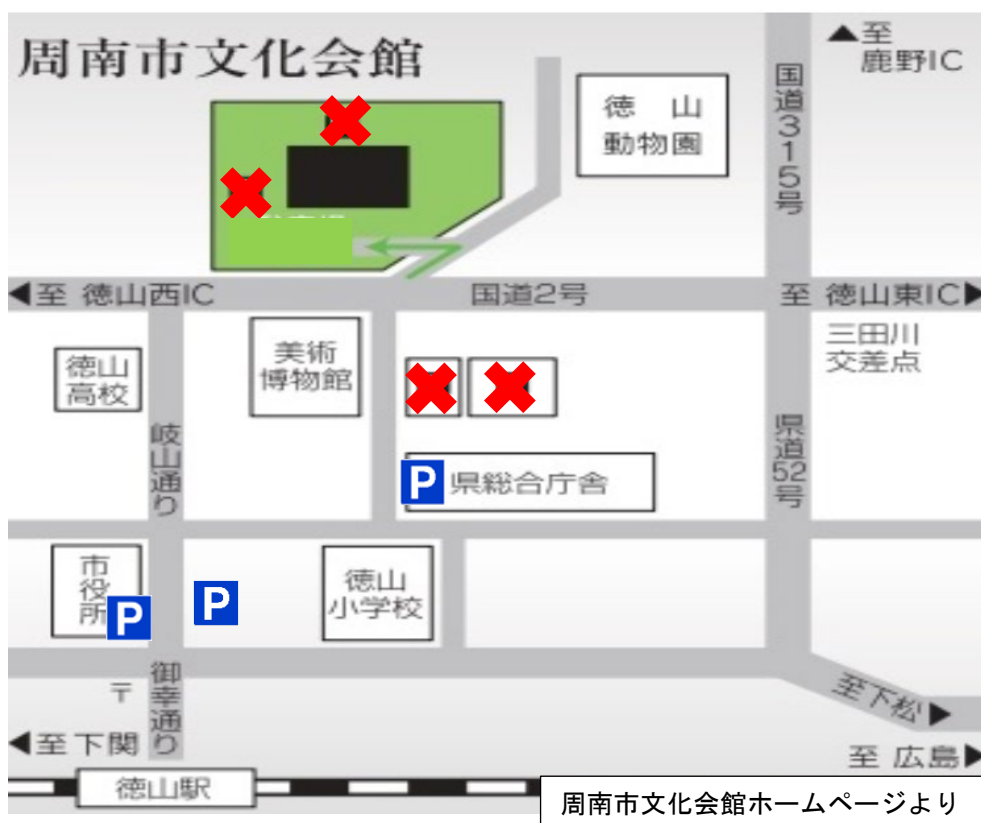 周南市文化会館
▲至
鹿野IC
国道315号
徳山
動物園
◀至 徳山西IC
国道2号
至 徳山東IC▶
三田川
交差点
美術
博物館
徳山
高校
岐山通り
県道52号
P 県総合庁舎
市役所
P
P
徳山
小学校
〒
御幸通り
至下松▶
◀至下関
至 広島▶
徳山駅
周南市文化会館ホームページより